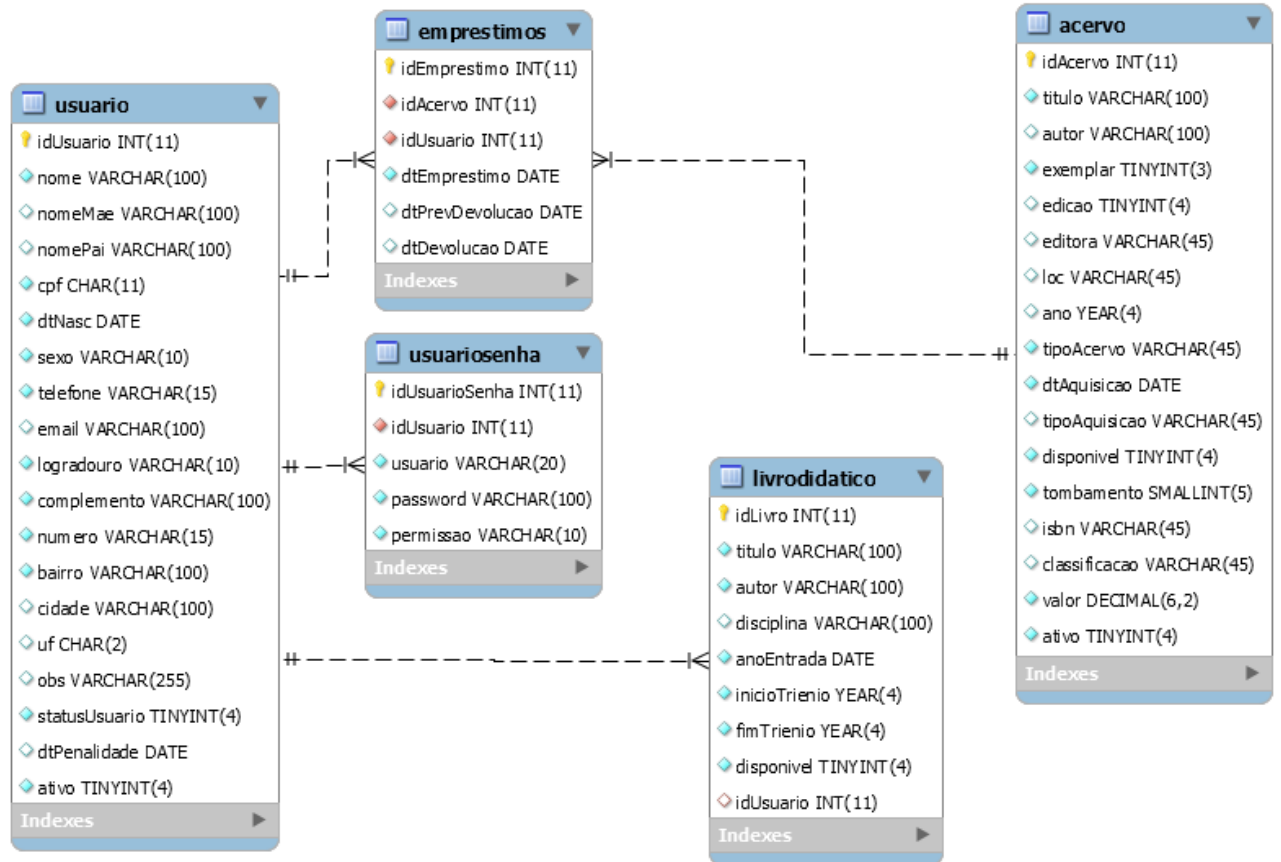 usuario
idUsuario INT(11)
nome VARCHAR(100)
nomeMae VARCHAR(100)
nomePai VARCHAR(100)
cpf CHAR(11)
dtNasc DATE
sexo VARCHAR(10)
telefone VARCHAR(15)
email VARCHAR(100)
logradouro VARCHAR(10)
complemento VARCHAR(100)
numero VARCHAR(15)
bairro VARCHAR(100)
cidade VARCHAR(100)
uf CHAR(2)
obs VARCHAR(255)
statusUsuario TINYINT(4)
dtPenalidade DATE
ativo TINYINT(4)
Indexes
emprestimos
idEmprestimo INT(11)
idAcervo INT(11)
idUsuario INT(11)
dtEmprestimo DATE
dtPrevDevolucao DATE
dtDevolucao DATE
Indexes
usuariosenha
idUsuarioSenha INT(11)
idUsuario INT(11)
usuario VARCHAR(20)
password VARCHAR(100)
permissao VARCHAR(10)
Indexes
livrodidatico
idLivro INT(11)
titulo VARCHAR(100)
autor VARCHAR(100)
disciplina VARCHAR(100)
anoEntrada DATE
inicioTrienio YEAR(4)
fimTrienio YEAR(4)
disponivel TINYINT(4)
idUsuario INT(11)
Indexes
acervo
idAcervo INT(11)
titulo VARCHAR(100)
autor VARCHAR(100)
exemplar TINYINT(3)
edicao TINYINT(4)
editora VARCHAR(45)
loc VARCHAR(45)
ano YEAR(4)
tipoAcervo VARCHAR(45)
dtAquisicao DATE
tipoAquisicao VARCHAR(45)
disponivel TINYINT(4)
tombamento SMALLINT(5)
isbn VARCHAR(45)
classificacao VARCHAR(45)
valor DECIMAL(6,2)
ativo TINYINT(4)
Indexes